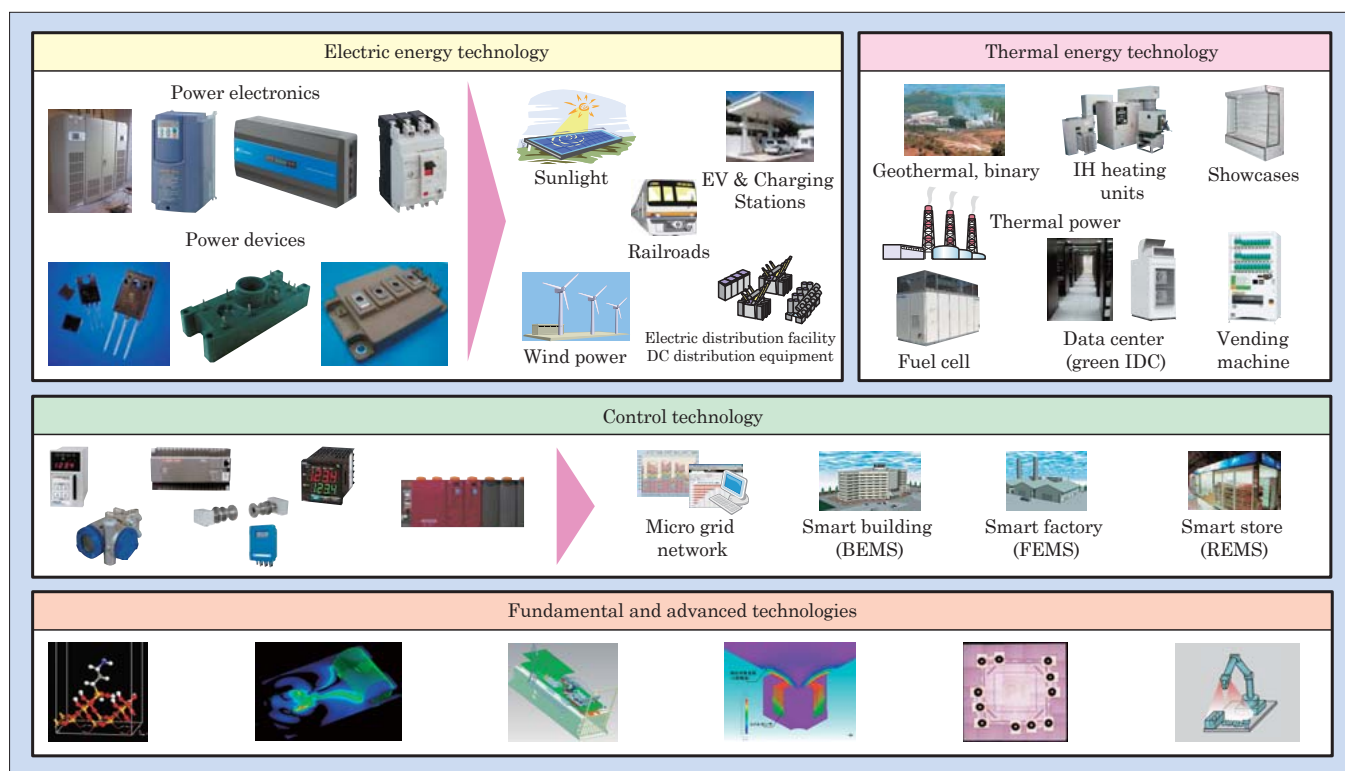 Electric energy technology
Power electronics
Power devices
Sunlight
EV & Charging
Stations
Railroads
Wind power
Electric distribution facility
DC distribution equipment
Thermal energy technology
Geothermal, binary
IH heating
units
Showcases
Thermal power
Fuel cell
Data center
(green IDC)
Vending
machine
Control technology
Micro grid
network
Smart building
(BEMS)
Smart factory
(FEMS)
Smart store
(REMS)
Fundamental and advanced technologies